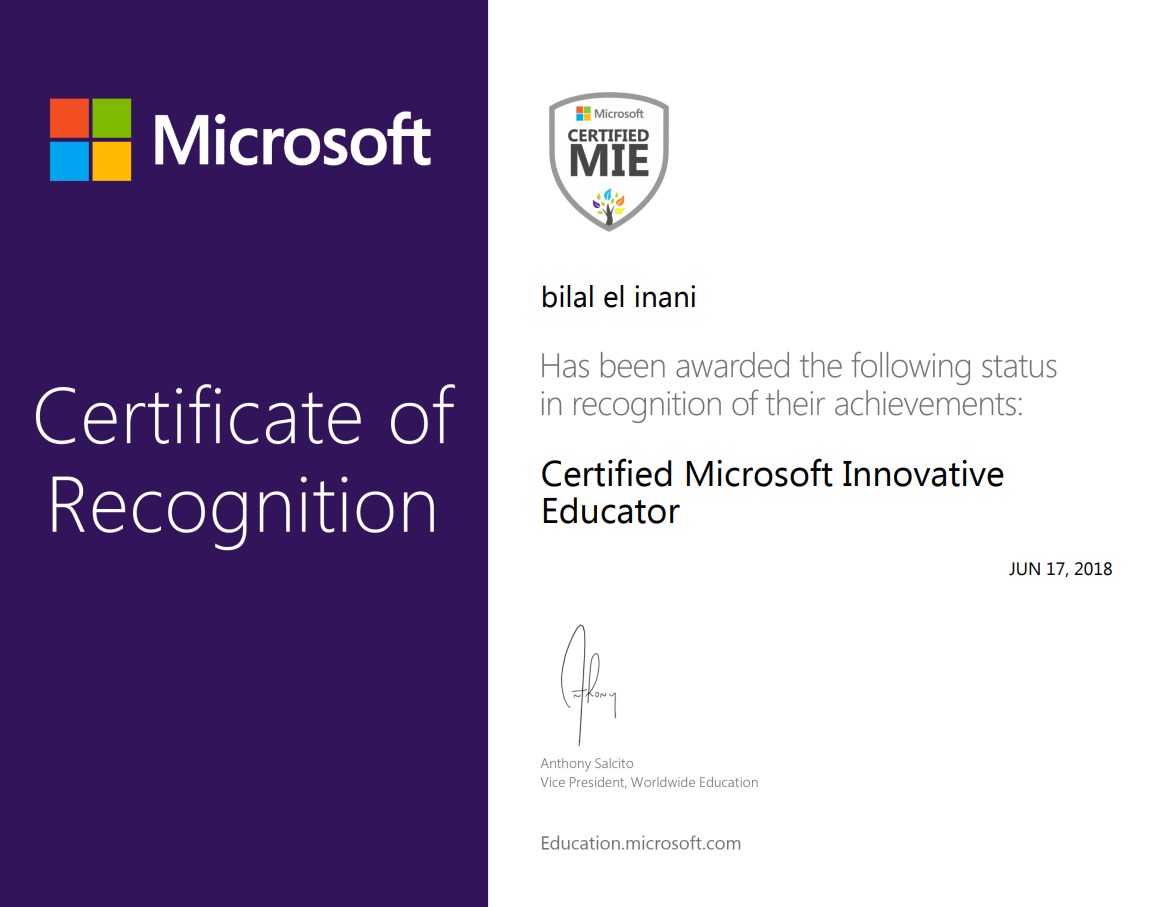 Microsoft
Certificate of
Recognition
Microsoft
CERTIFIED
MIE
bilal el inani
Has been awarded the following status
in recognition of their achievements:
Certified Microsoft Innovative
Educator
JUN 17, 2018
Anthony
Anthony Salcito
Vice President, Worldwide Education
Education.microsoft.com